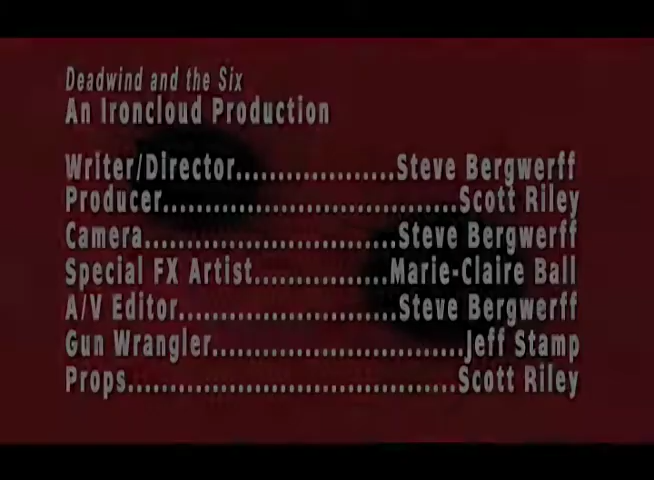 Deadwind and the Six
An Ironcloud Production
Writer/Director...................Steve Bergwerff
Producer...................................Scott Riley
Camera..............................Steve Bergwerff
Special FX Artist................Marie-Claire Ball
A/V Editor..........................Steve Bergwerff
Gun Wrangler..............................Jeff Stamp
Props.......................................Scott Riley